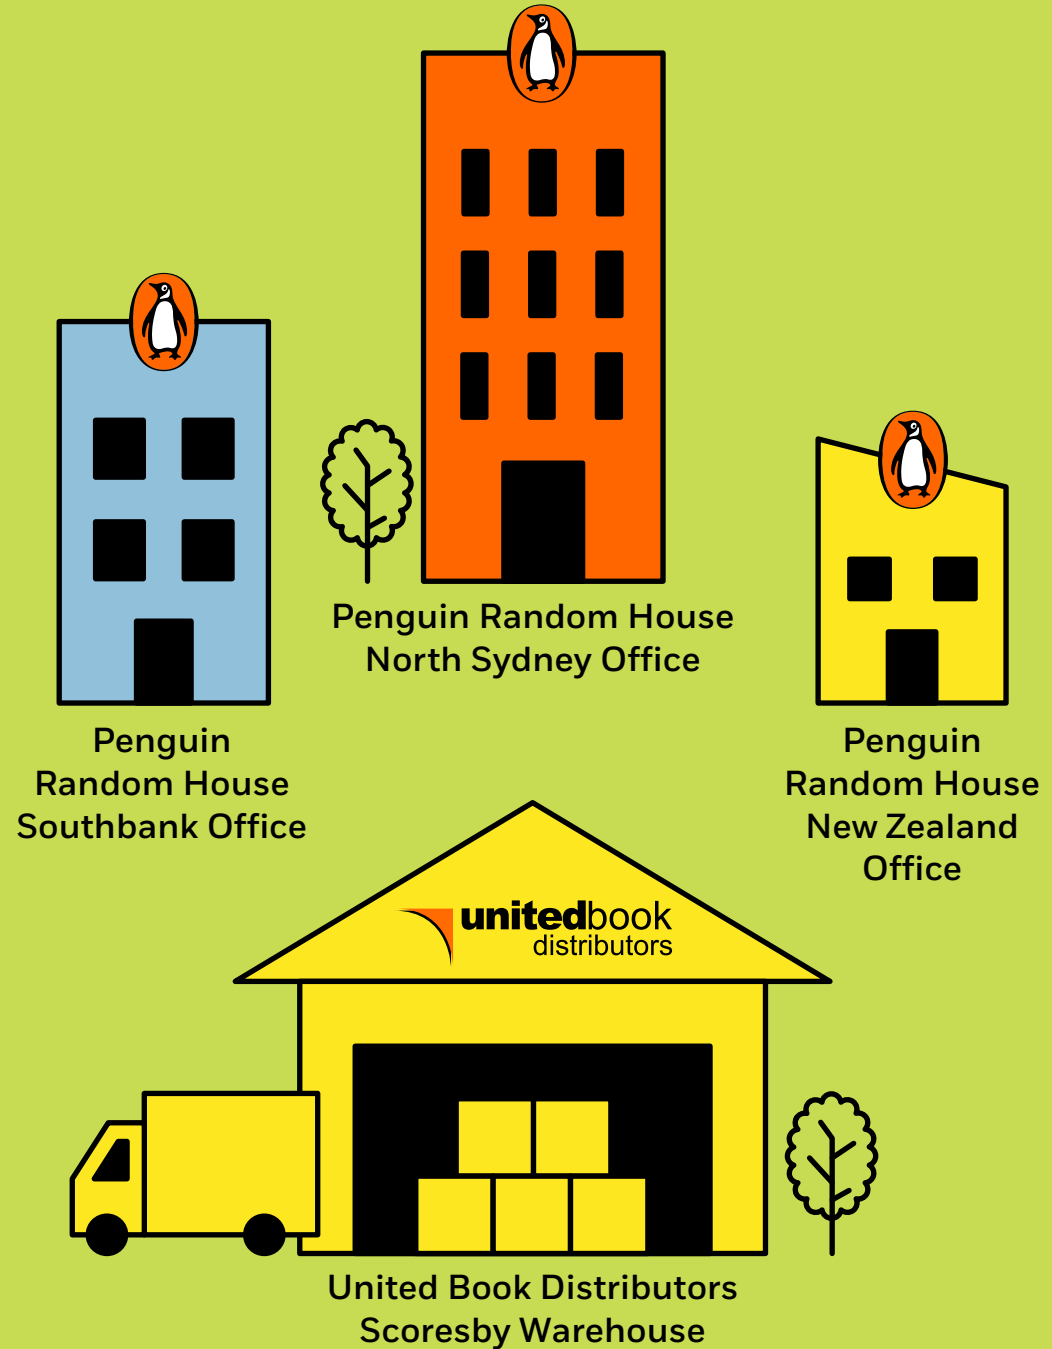 Penguin Random House
North Sydney Office
Penguin
Random House
Southbank Office
Penguin
Random House
New Zealand
Office
unitedbook
distributors
United Book Distributors
Scoresby Warehouse